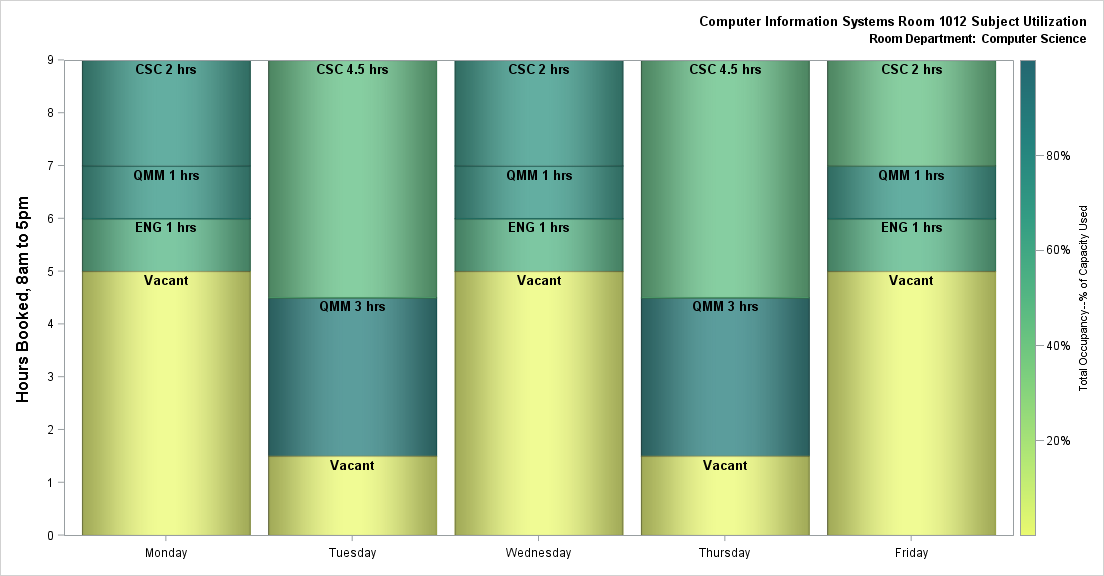 Computer Information Systems Room 1012 Subject Utilization
Room Department: Computer Science
Hours Booked, 8am to 5pm
9
8
7
6
5
4
3
2
1
0
CSC 2 hrs
QMM 1 hrs
ENG 1 hrs
Vacant
CSC 4.5 hrs
QMM 3 hrs
Vacant
CSC 2 hrs
QMM 1 hrs
ENG 1 hrs
Vacant
CSC 4.5 hrs
QMM 3 hrs
Vacant
CSC 2 hrs
QMM 1 hrs
ENG 1 hrs
Vacant
Monday
Tuesday
Wednesday
Thursday
Friday
80%
60%
40%
20%
Total Occupancy--% of Capacity Used